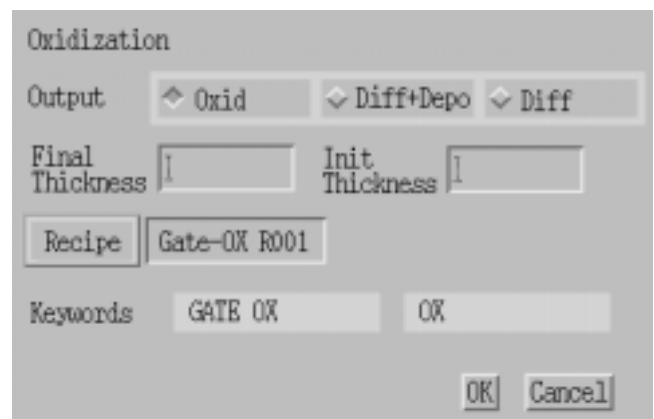 Oxidization
Output Oxid Diff+Depo Diff
Final Thickness Init Thickness
Recipe Gate-OX R001
Keywords GATE OX OX
OK Cancel